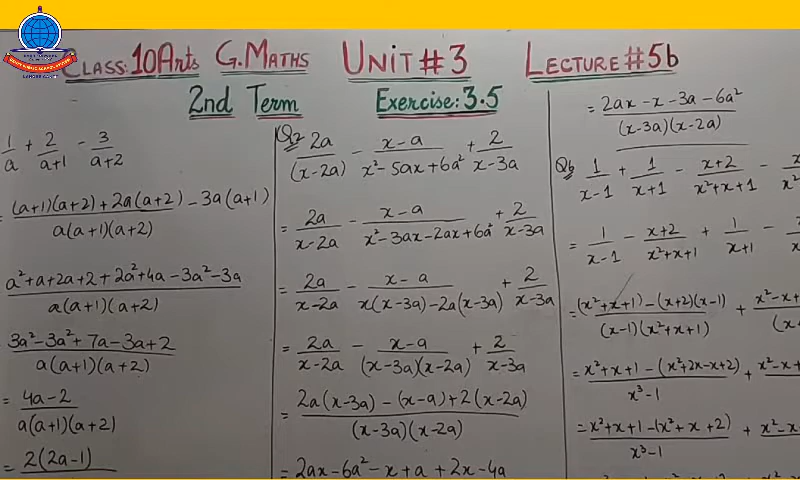 CLASS: 10 Arts G. MATHS UNIT # 3 LECTURE # 5b
2nd Term Exercise: 3.5
1/a + 2/(a+1) - 3/(a+2)
= ((a+1)(a+2) + 2a(a+2) - 3a(a+1))/(a(a+1)(a+2))
(a²+a+2a+2+2a²+4a-3a²-3a)/(a(a+1)(a+2))
(3a²-3a²+7a-3a+2)/(a(a+1)(a+2))
= (4a-2)/(a(a+1)(a+2))
= 2(2a-1)
2a/(x-2a) - (x-a)/(x²-5ax+6a²) + 2/(x-3a)
= 2a/(x-2a) - (x-a)/(x²-3ax-2ax+6a²) + 2/(x-3a)
= 2a/(x-2a) - (x-a)/(x(x-3a)-2a(x-3a)) + 2/(x-3a)
= 2a/(x-2a) - (x-a)/((x-3a)(x-2a)) + 2/(x-3a)
= (2a(x-3a) - (x-a) + 2(x-2a))/((x-3a)(x-2a))
= 2ax-6a²-x+a+2x-4a
= (2ax-x-3a-6a²)/((x-3a)(x-2a))
1/(x-1) + 1/(x+1) - (x+2)/(x²+x+1) -
= 1/(x-1) - (x+2)/(x²+x+1) + 1/(x+1) -
= ((x²+x+1)-(x+2)(x-1))/((x-1)(x²+x+1)) +
= (x²+x+1-(x²+2x-x+2))/(x³-1) +
= (x²+x+1-(x²+x+2))/(x³-1) +